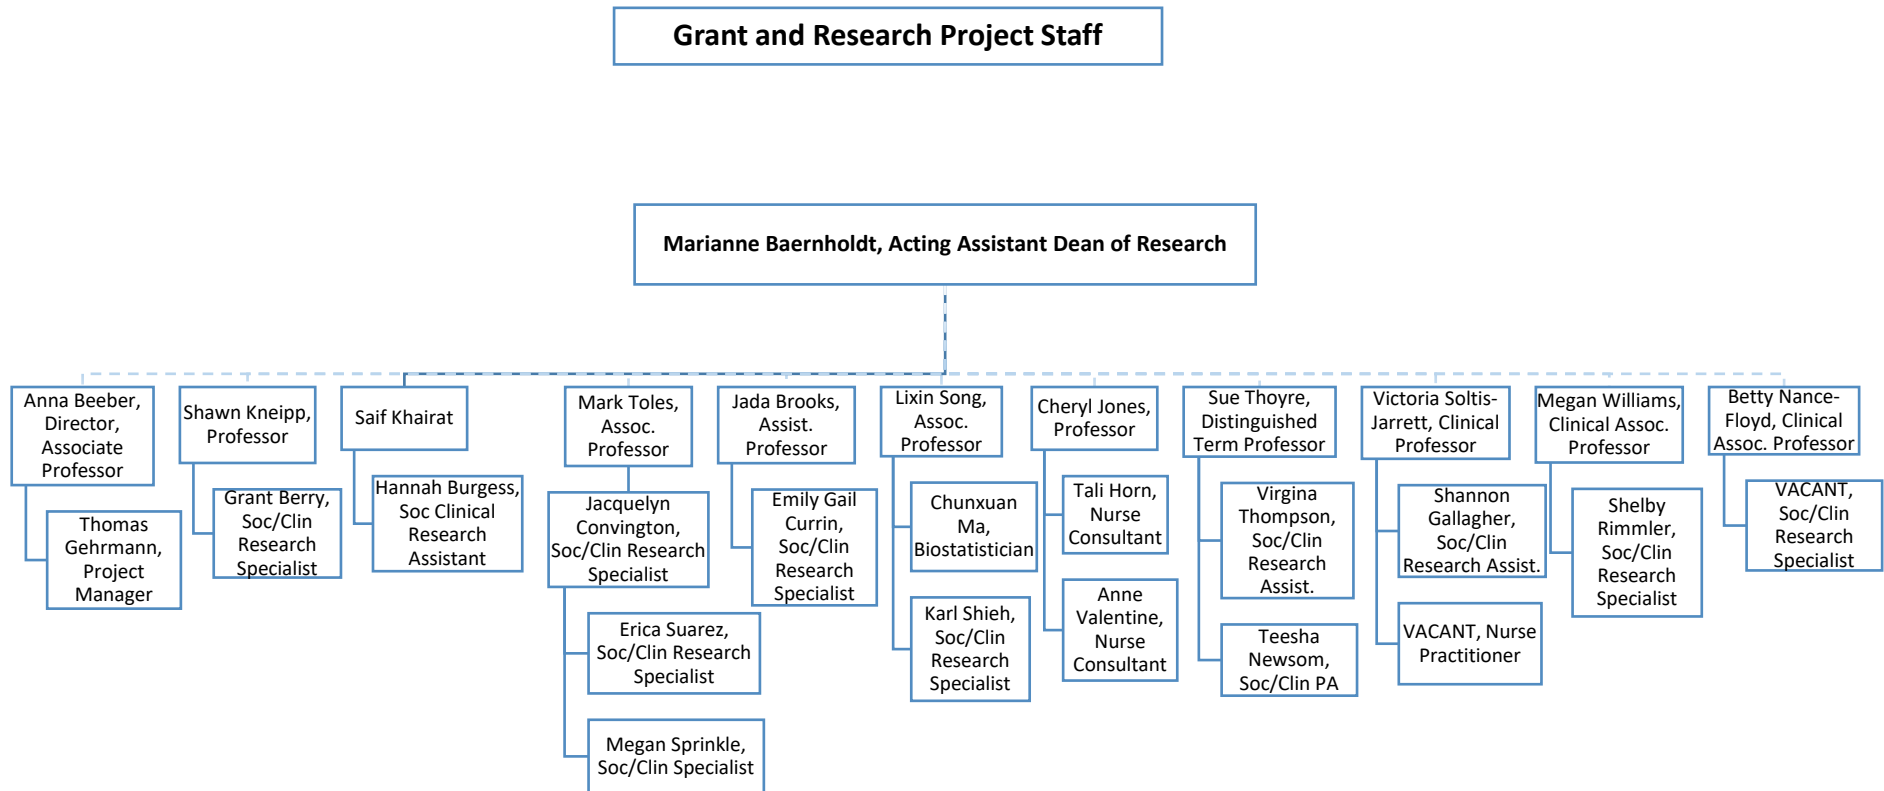 Grant and Research Project Staff
Marianne Baernholdt, Acting Assistant Dean of Research
Anna Beeber,
Director,
Associate
Professor
Thomas
Gehrmann,
Project
Manager
Shawn Kneipp,
Professor
Grant Berry,
Soc/Clin
Research
Specialist
Saif Khairat
Hannah Burgess,
Soc Clinical
Research
Assistant
Mark Toles,
Assoc.
Professor
Jacquelyn
Convington,
Soc/Clin Research
Specialist
Erica Suarez,
Soc/Clin Research
Specialist
Megan Sprinkle,
Soc/Clin Specialist
Jada Brooks,
Assist.
Professor
Emily Gail
Currin,
Soc/Clin
Research
Specialist
Lixin Song,
Assoc.
Professor
Chunxuan
Ma,
Biostatistician
Karl Shieh,
Soc/Clin
Research
Specialist
Cheryl Jones,
Professor
Tali Horn,
Nurse
Consultant
Anne
Valentine,
Nurse
Consultant
Sue Thoyre,
Distinguished
Term Professor
Virgina
Thompson,
Soc/Clin
Research
Assist.
Teesha
Newsom,
Soc/Clin PA
Victoria Soltis-
Jarrett, Clinical
Professor
Shannon
Gallagher,
Soc/Clin
Research Assist.
VACANT, Nurse
Practitioner
Megan Williams,
Clinical Assoc.
Professor
Shelby
Rimmler,
Soc/Clin
Research
Specialist
Betty Nance-
Floyd, Clinical
Assoc. Professor
VACANT,
Soc/Clin
Research
Specialist